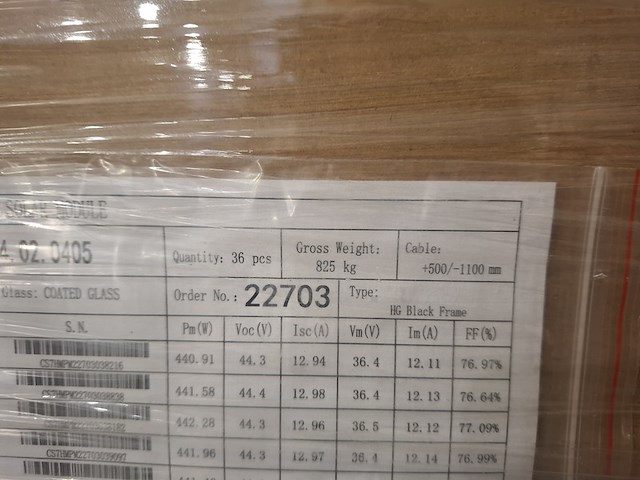 SOLAR MODULE
4.02.0405 Quantity: 36 pcs Gross Weight: 825 kg Cable: +500/-1100 mm
Glass: COATED GLASS Order No.: 22703 Type: HG Black Frame
S.N. Pm(W) Voc(V) Isc(A) Vm(V) Im(A) FF(%)
440.91 44.3 12.94 36.4 12.11 76.97%
441.58 44.4 12.98 36.4 12.13 76.64%
442.28 44.3 12.96 36.5 12.12 77.09%
441.96 44.3 12.97 36.4 12.14 76.99%